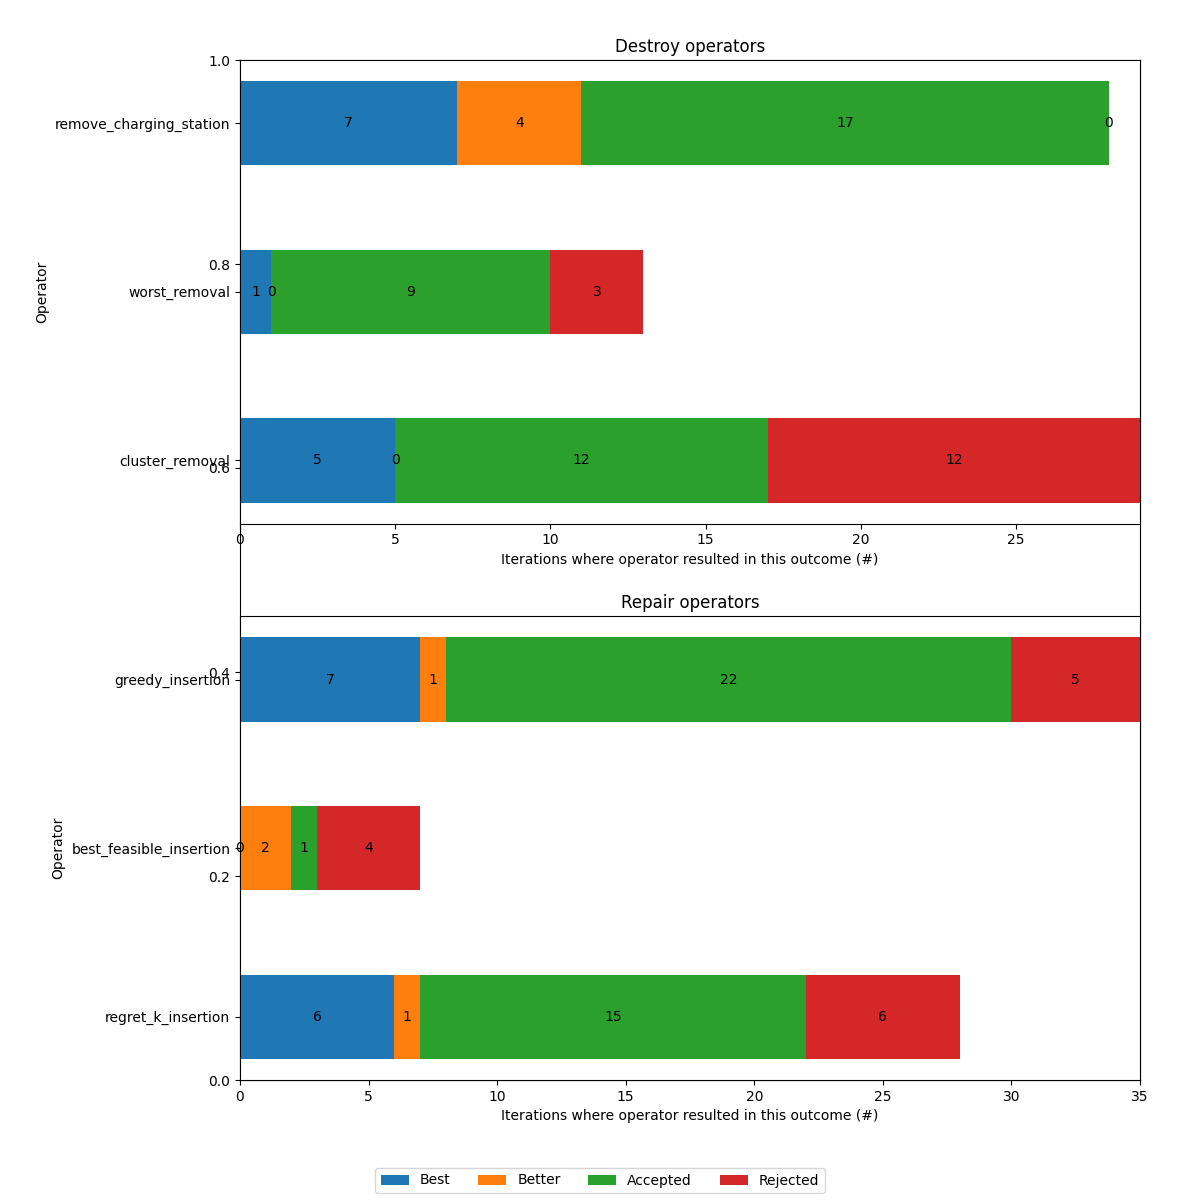 Destroy operators
1.0
remove_charging_station 7 4 17 0
0.8
worst_removal 1 0 9 3
Operator
cluster_removal 5 0 12 12
0.6
0 5 10 15 20 25
Iterations where operator resulted in this outcome (#)
Repair operators
0.4
greedy_insertion 7 1 22 5
best_feasible_insertion 0 2 1 4
Operator
0.2
regret_k_insertion 6 1 15 6
0.0
0 5 10 15 20 25 30 35
Iterations where operator resulted in this outcome (#)
Best Better Accepted Rejected